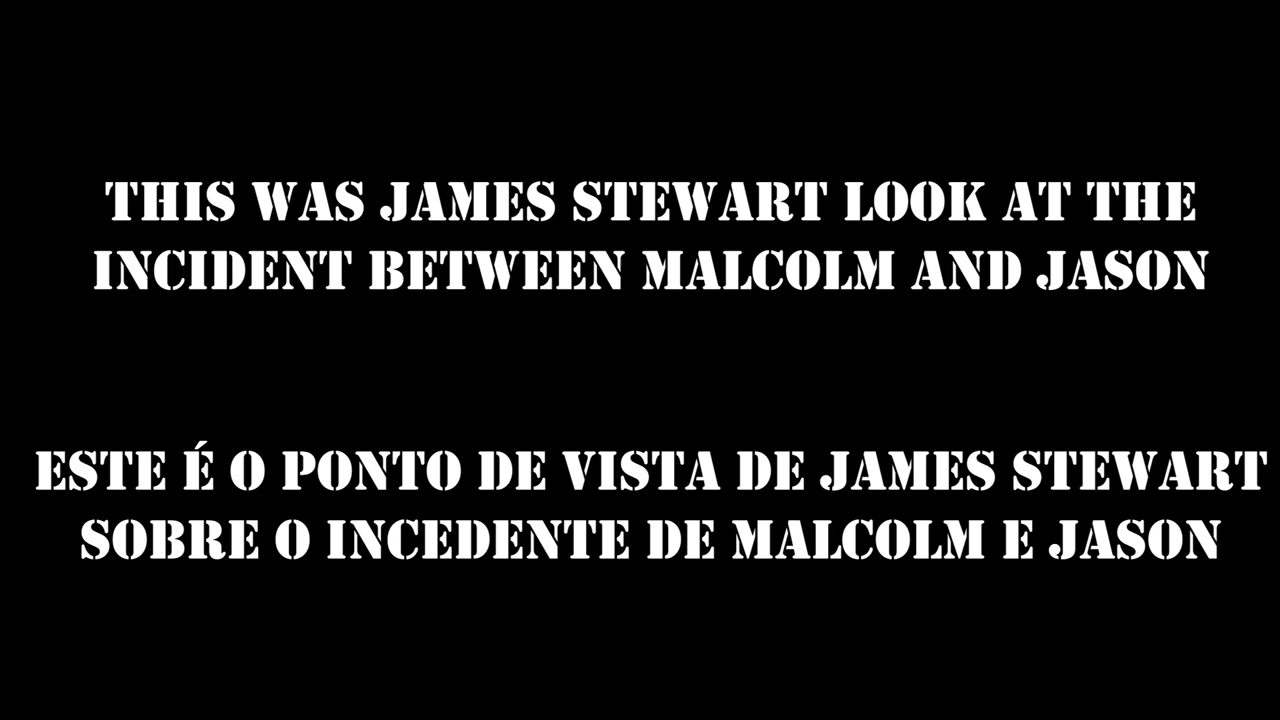 THIS WAS JAMES STEWART LOOK AT THE
INCIDENT BETWEEN MALCOLM AND JASON
ESTE É O PONTO DE VISTA DE JAMES STEWART
SOBRE O INCEDENTE DE MALCOLM E JASON